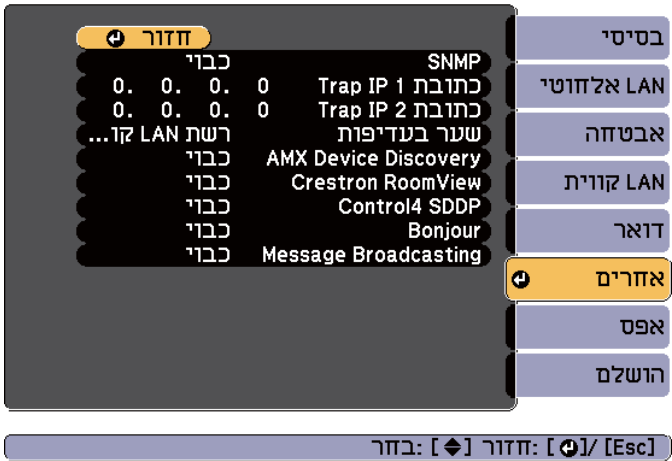 חזור
SNMP כבוי
כתובת Trap IP 1 0. 0. 0. 0
כתובת Trap IP 2 0. 0. 0. 0
שער בעדיפות רשת LAN קו...
AMX Device Discovery כבוי
Crestron RoomView כבוי
Control4 SDDP כבוי
Bonjour כבוי
Message Broadcasting כבוי
בסיסי
LAN אלחוטי
אבטחה
LAN קווית
דואר
אחרים
אפס
הושלם
[Esc] /[ ] :חזור [ ] :בחר